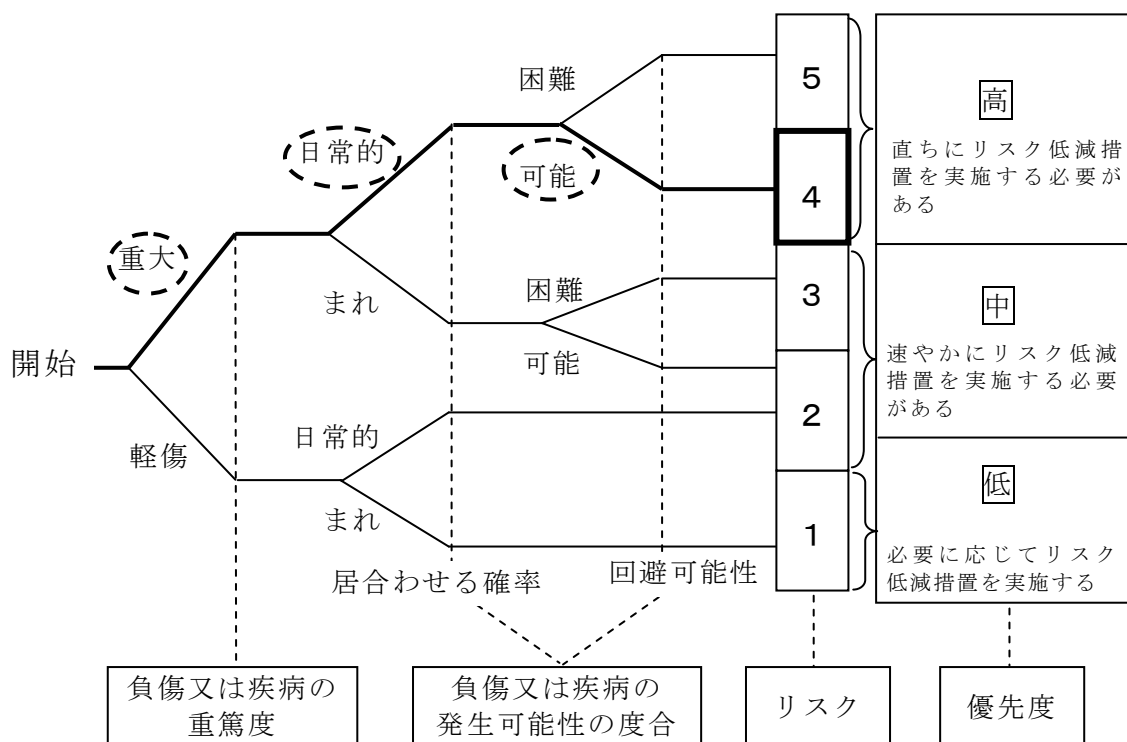 開始
重大
軽傷
日常的
まれ
日常的
まれ
困難
可能
困難
可能
居合わせる確率
回避可能性
5
4
3
2
1
高
直ちにリスク低減措
置を実施する必要が
ある
中
速やかにリスク低減
措置を実施する必要
がある
低
必要に応じてリスク
低減措置を実施する
負傷又は疾病の
重篤度
負傷又は疾病の
発生可能性の度合
リスク
優先度